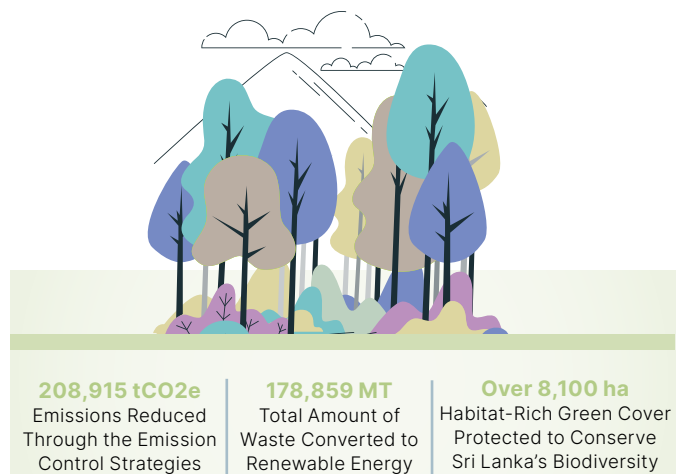 208,915 tCO2e
Emissions Reduced
Through the Emission
Control Strategies
178,859 MT
Total Amount of
Waste Converted to
Renewable Energy
Over 8,100 ha
Habitat-Rich Green Cover
Protected to Conserve
Sri Lanka’s Biodiversity